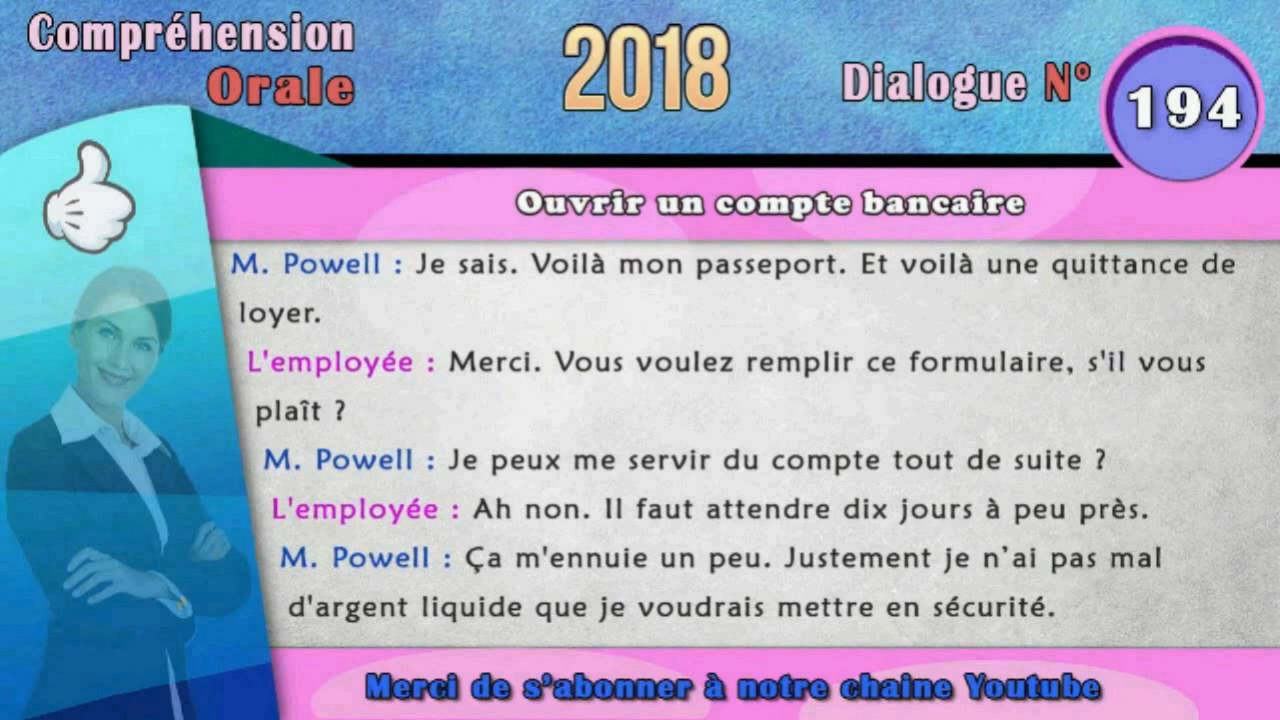 Compréhension
Orale
2018
Dialogue N°
194
Ouvrir un compte bancaire
M. Powell : Je sais. Voilà mon passeport. Et voilà une quittance de
loyer.
L'employée : Merci. Vous voulez remplir ce formulaire, s'il vous
plaît ?
M. Powell : Je peux me servir du compte tout de suite ?
L'employée : Ah non. Il faut attendre dix jours à peu près.
M. Powell : Ça m'ennuie un peu. Justement je n’ai pas mal
d'argent liquide que je voudrais mettre en sécurité.
Merci de s’abonner à notre chaine Youtube